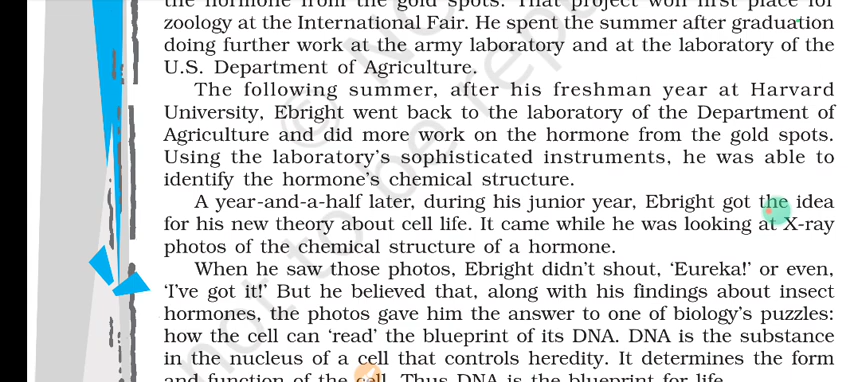 the hormone from the gold spots. That project won first place for
zoology at the International Fair. He spent the summer after graduation
doing further work at the army laboratory and at the laboratory of the
U.S. Department of Agriculture.
The following summer, after his freshman year at Harvard
University, Ebright went back to the laboratory of the Department of
Agriculture and did more work on the hormone from the gold spots.
Using the laboratory's sophisticated instruments, he was able to
identify the hormone's chemical structure.
A year-and-a-half later, during his junior year, Ebright got the idea
for his new theory about cell life. It came while he was looking at X-ray
photos of the chemical structure of a hormone.
When he saw those photos, Ebright didn't shout, 'Eureka!' or even,
'I've got it!' But he believed that, along with his findings about insect
hormones, the photos gave him the answer to one of biology's puzzles:
how the cell can 'read' the blueprint of its DNA. DNA is the substance
in the nucleus of a cell that controls heredity. It determines the form
and function of the cell. Thus DNA is the blueprint for life.